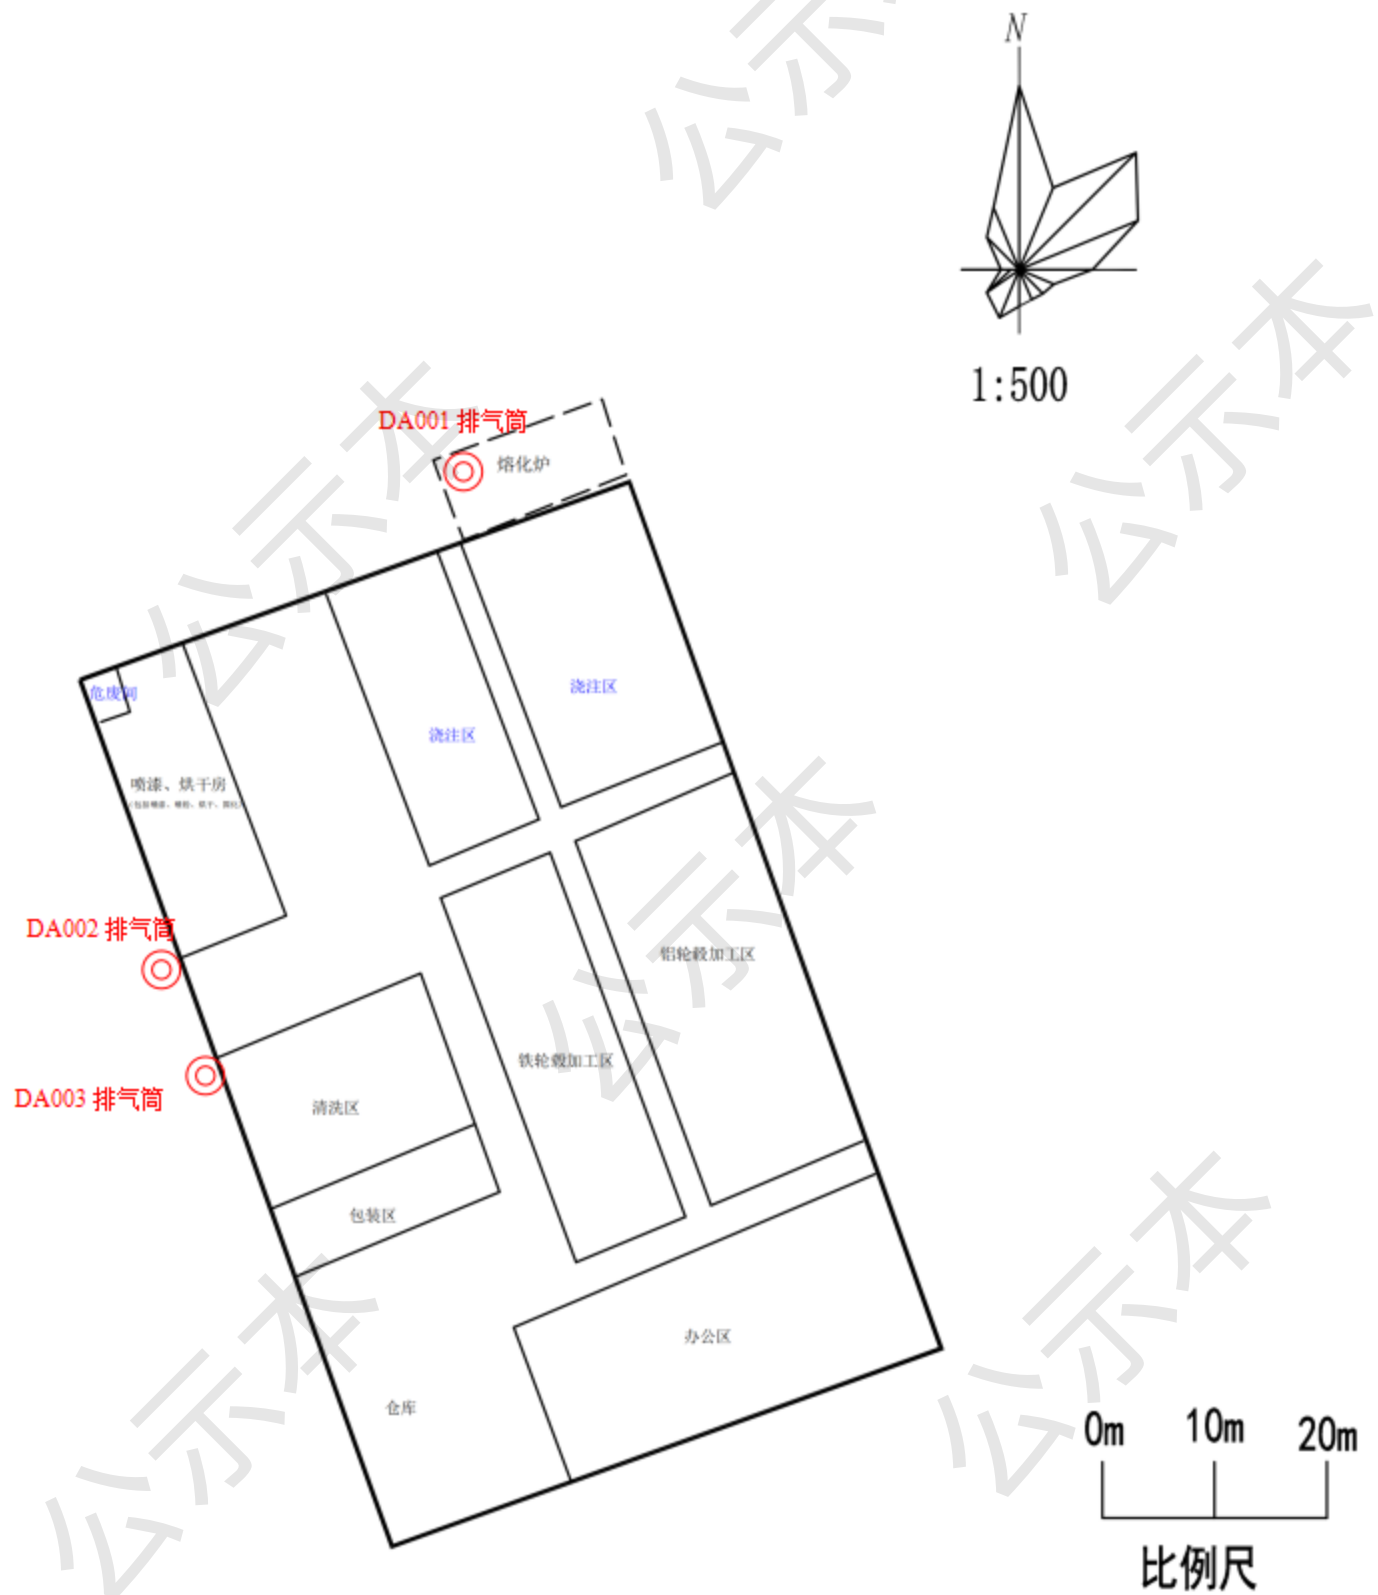 N
1:500
DA001 排气筒
熔化炉
危废间
浇注区
浇注区
喷漆、烘干房
DA002 排气筒
铝轮毂加工区
铁轮毂加工区
DA003 排气筒
清洗区
包装区
办公区
仓库
0m 10m 20m
比例尺
公示本
公示本
公示本
公示本
公示本
公示本